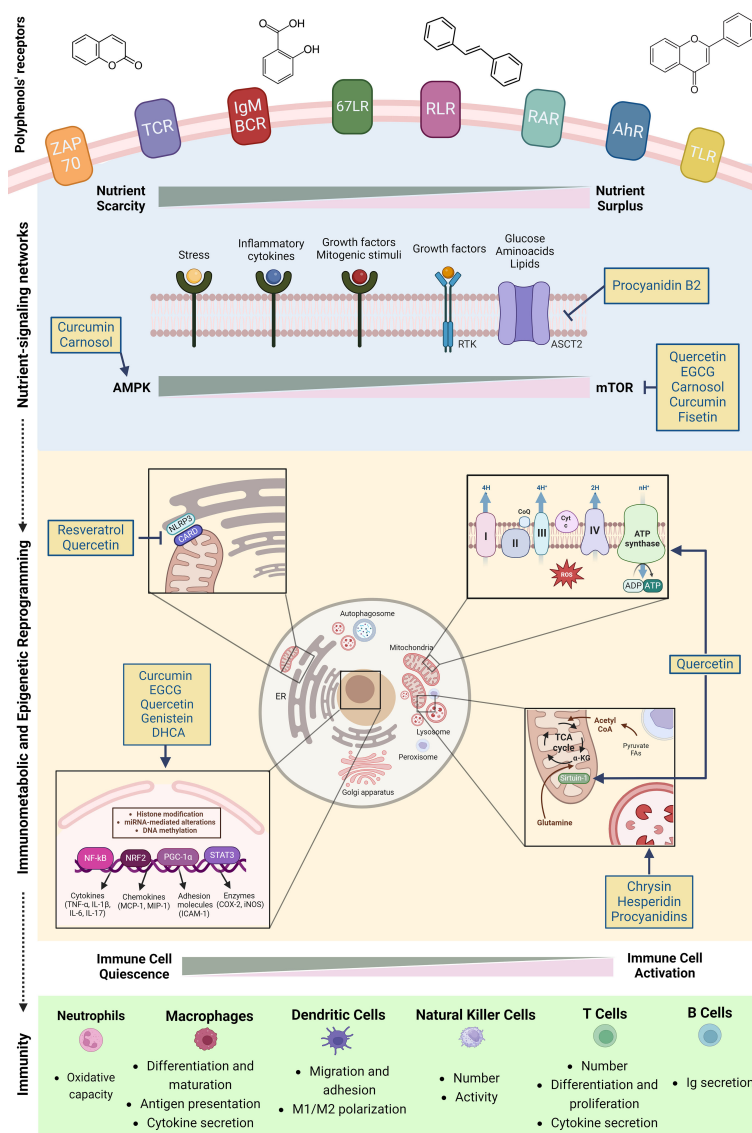 Polyphenols' receptors
O
O
O
OH
OH
O
O
ZAP
70
TCR
IgM
BCR
67LR
RLR
RAR
AhR
TLR
Nutrient-signaling networks
Nutrient
Scarcity
Nutrient
Surplus
Stress
Inflammatory
cytokines
Growth factors
Mitogenic stimuli
Growth factors
Glucose
Aminoacids
Lipids
Procyanidin B2
RTK
ASCT2
Curcumin
Carnosol
AMPK
mTOR
Quercetin
EGCG
Carnosol
Curcumin
Fisetin
Immunometabolic and Epigenetic Reprogramming
Resveratrol
Quercetin
NLRP3
CARD
4H
4H⁺
2H
nH⁺
CoQ
Cyt
c
I
II
III
IV
ATP
synthase
ROS
ADP
ATP
Quercetin
Autophagosome
Mitochondria
ER
Lysosome
Peroxisome
Golgi apparatus
Curcumin
EGCG
Quercetin
Genistein
DHCA
• Histone modification
• miRNA-mediated alterations
• DNA methylation
NF-kB
NRF2
PGC-1α
STAT3
Cytokines
(TNF-α, IL-1β,
IL-6, IL-17)
Chemokines
(MCP-1, MIP-1)
Adhesion
molecules
(ICAM-1)
Enzymes
(COX-2, iNOS)
Acetyl
CoA
TCA
cycle
α-KG
Pyruvate
FAs
Sirtuin-1
Glutamine
Chrysin
Hesperidin
Procyanidins
Immune Cell
Quiescence
Immune Cell
Activation
Immunity
Neutrophils
• Oxidative
capacity
Macrophages
• Differentiation and
maturation
• Antigen presentation
• Cytokine secretion
Dendritic Cells
• Migration and
adhesion
• M1/M2 polarization
Natural Killer Cells
• Number
• Activity
T Cells
• Number
• Differentiation and
proliferation
• Cytokine secretion
B Cells
• Ig secretion